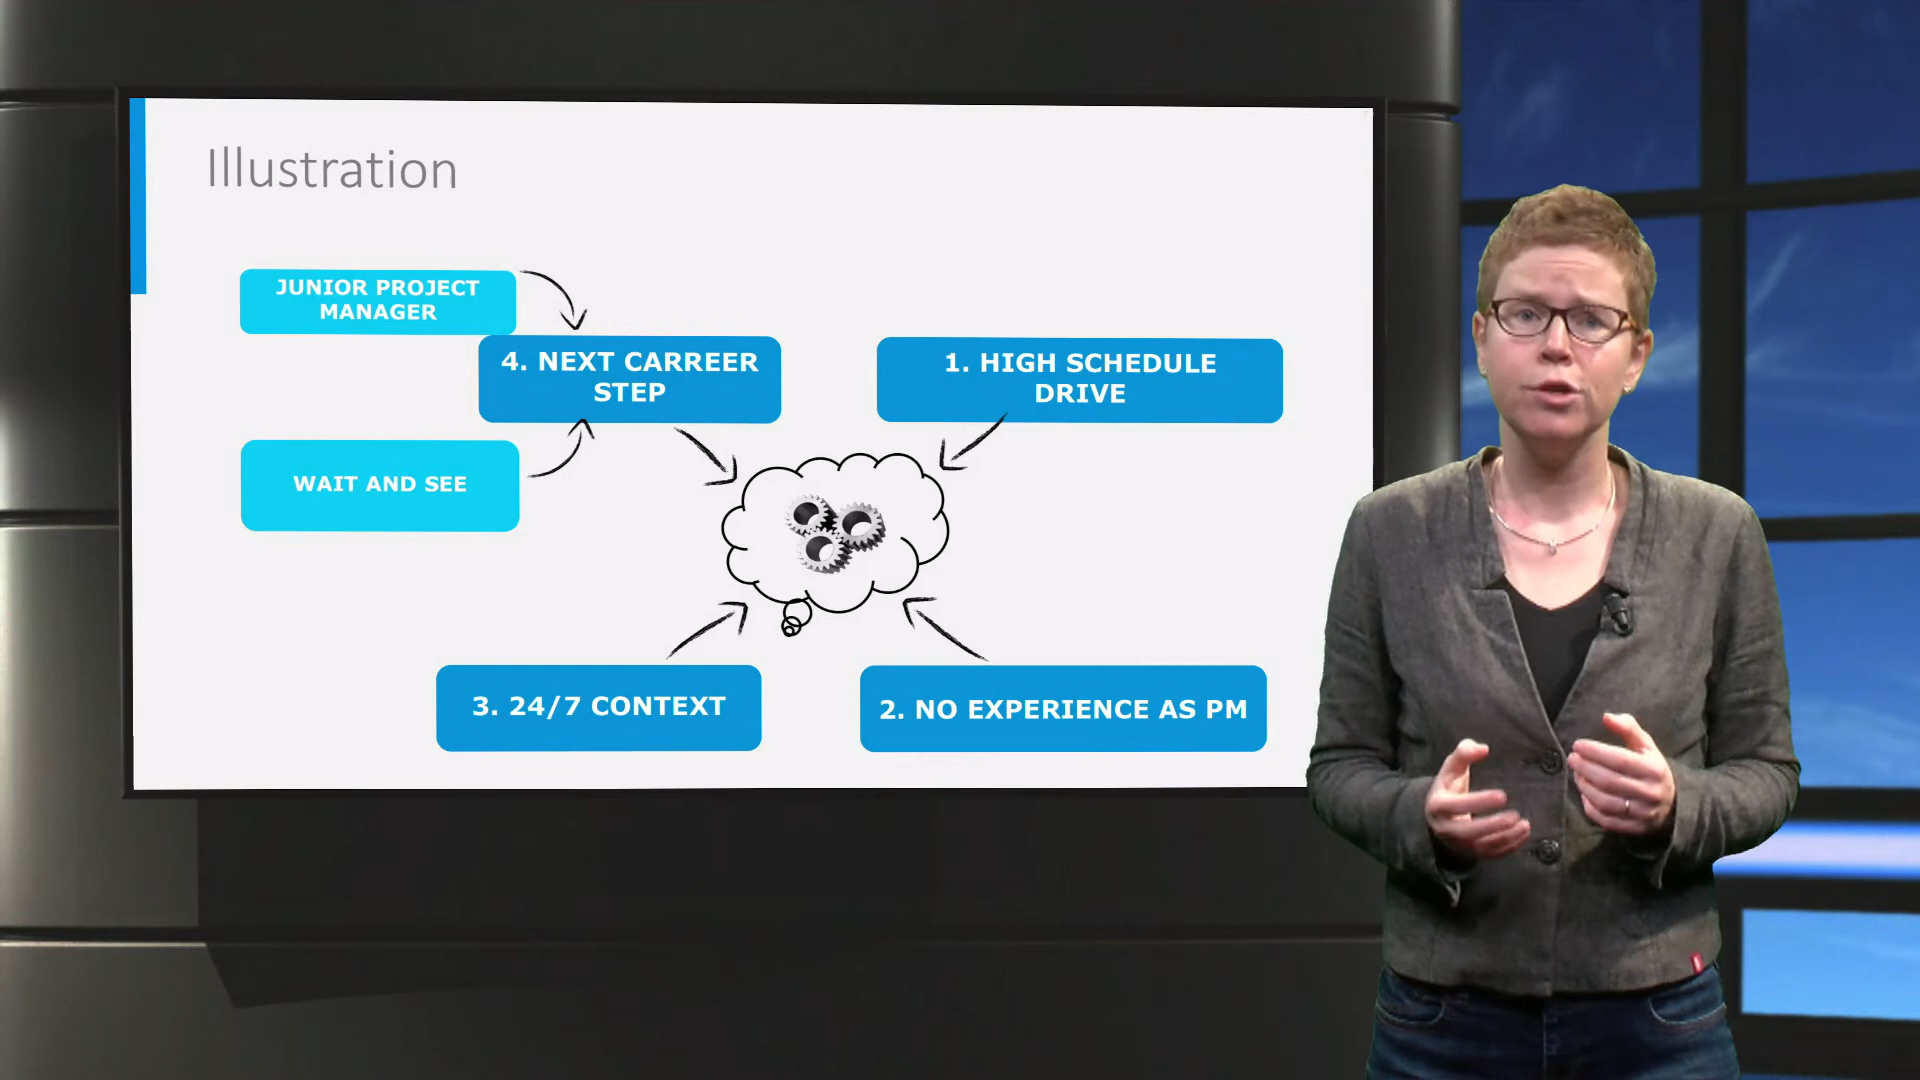 Illustration
JUNIOR PROJECT
MANAGER
4. NEXT CARREER
STEP
1. HIGH SCHEDULE
DRIVE
WAIT AND SEE
3. 24/7 CONTEXT
2. NO EXPERIENCE AS PM